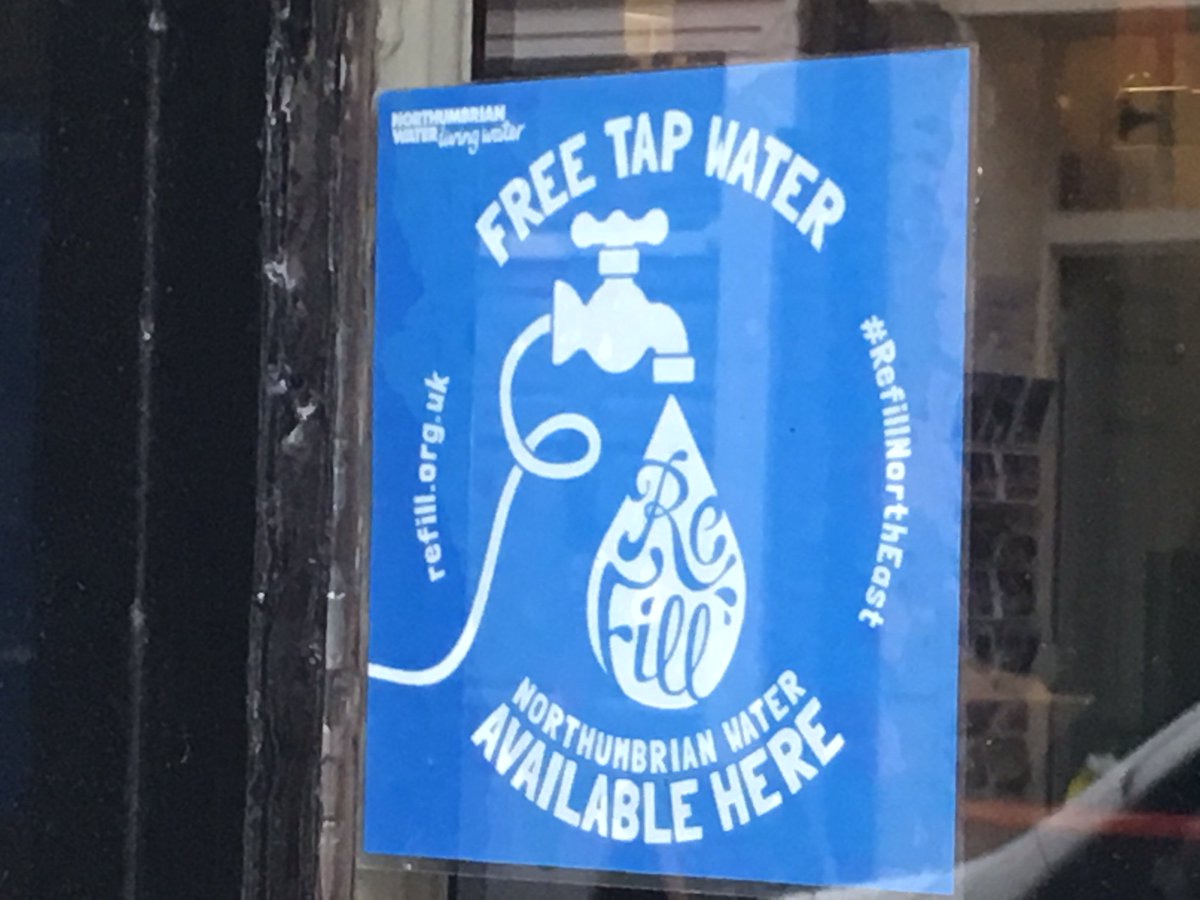 NORTHUMBRIAN
WATER living water
FREE TAP WATER
refill.org.uk
#RefillNorthEast
Re
fill
NORTHUMBRIAN WATER
AVAILABLE HERE